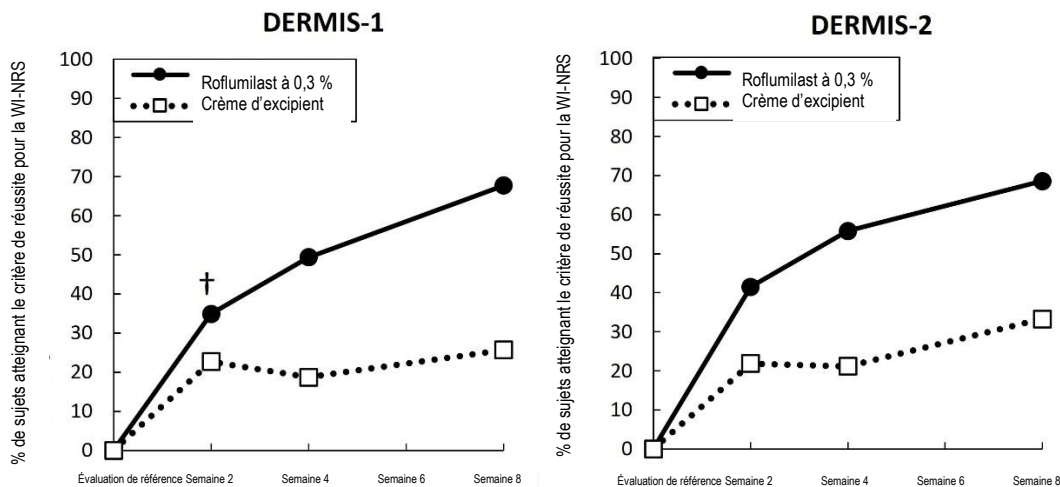 DERMIS-1
% de sujets atteignant le critère de réussite pour la WI-NRS
100
90
80
70
60
50
40
30
20
10
0
Roflumilast à 0,3 %
Crème d'excipient
†
Évaluation de référence Semaine 2 Semaine 4 Semaine 6 Semaine 8
DERMIS-2
% de sujets atteignant le critère de réussite pour la WI-NRS
100
90
80
70
60
50
40
30
20
10
0
Roflumilast à 0,3 %
Crème d'excipient
Évaluation de référence Semaine 2 Semaine 4 Semaine 6 Semaine 8